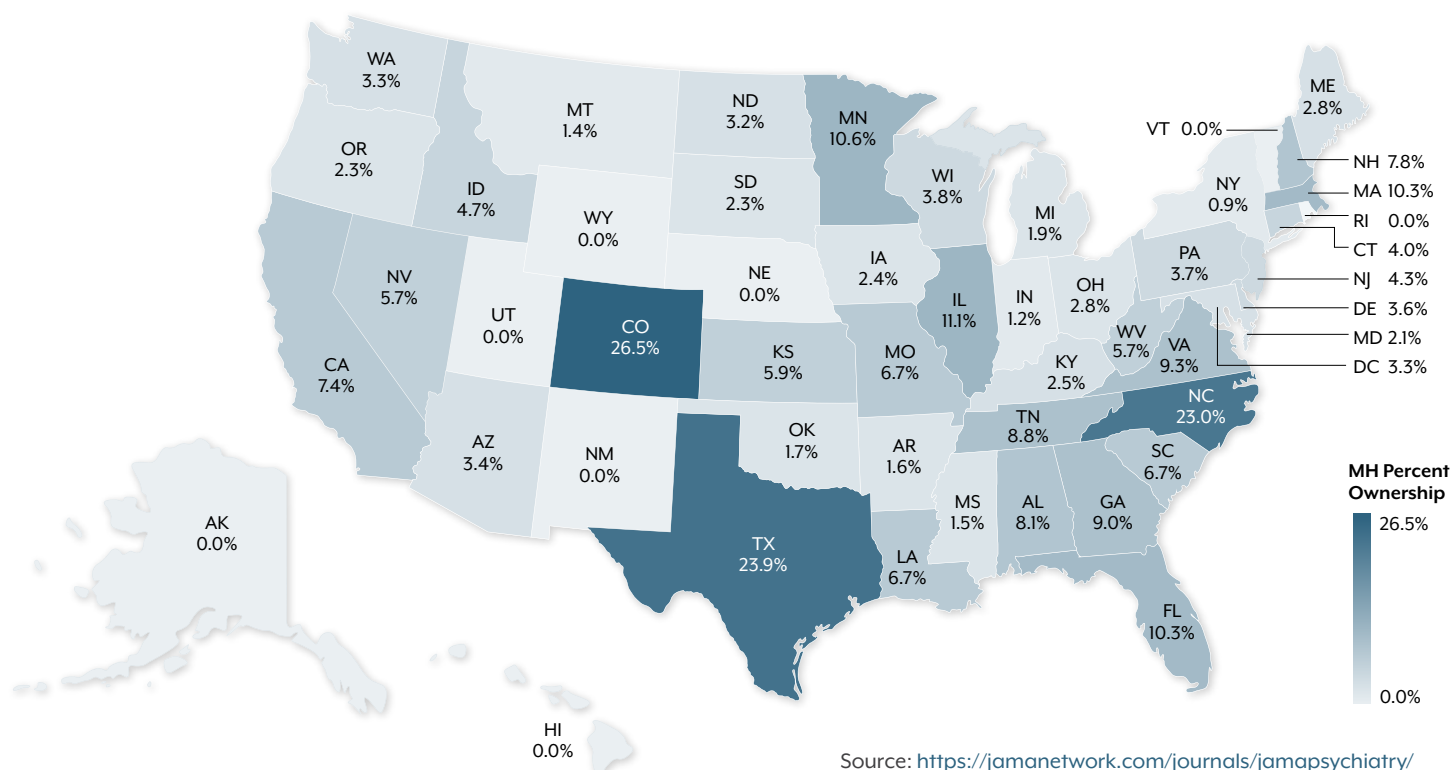 WA
3.3%
MT
1.4%
ND
3.2%
MN
10.6%
ME
2.8%
VT 0.0%
OR
2.3%
ID
4.7%
SD
2.3%
WI
3.8%
NH 7.8%
NY
0.9%
MA 10.3%
WY
0.0%
MI
1.9%
RI 0.0%
CT 4.0%
NV
5.7%
NE
0.0%
IA
2.4%
PA
3.7%
NJ 4.3%
UT
0.0%
CO
26.5%
IL
11.1%
IN
1.2%
OH
2.8%
DE 3.6%
MD 2.1%
DC 3.3%
CA
7.4%
KS
5.9%
MO
6.7%
KY
2.5%
WV
5.7%
VA
9.3%
AZ
3.4%
NM
0.0%
OK
1.7%
AR
1.6%
TN
8.8%
NC
23.0%
SC
6.7%
MS
1.5%
AL
8.1%
GA
9.0%
AK
0.0%
TX
23.9%
LA
6.7%
FL
10.3%
HI
0.0%
MH Percent
Ownership
26.5%
0.0%
Source: https://jamanetwork.com/journals/jamapsychiatry/